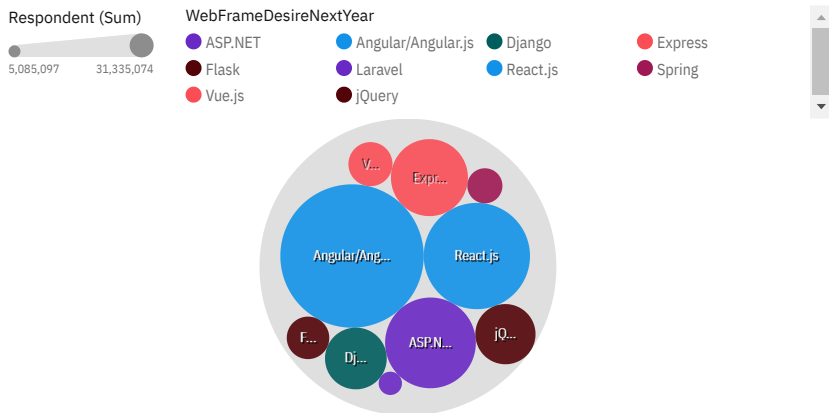 Respondent (Sum)
5,085,097 31,335,074
WebFrameDesireNextYear
ASP.NET Angular/Angular.js Django Express
Flask Laravel React.js Spring
Vue.js jQuery
V... Expr...
Angular/Ang... React.js
F... Dj... ASP.N... jQ...